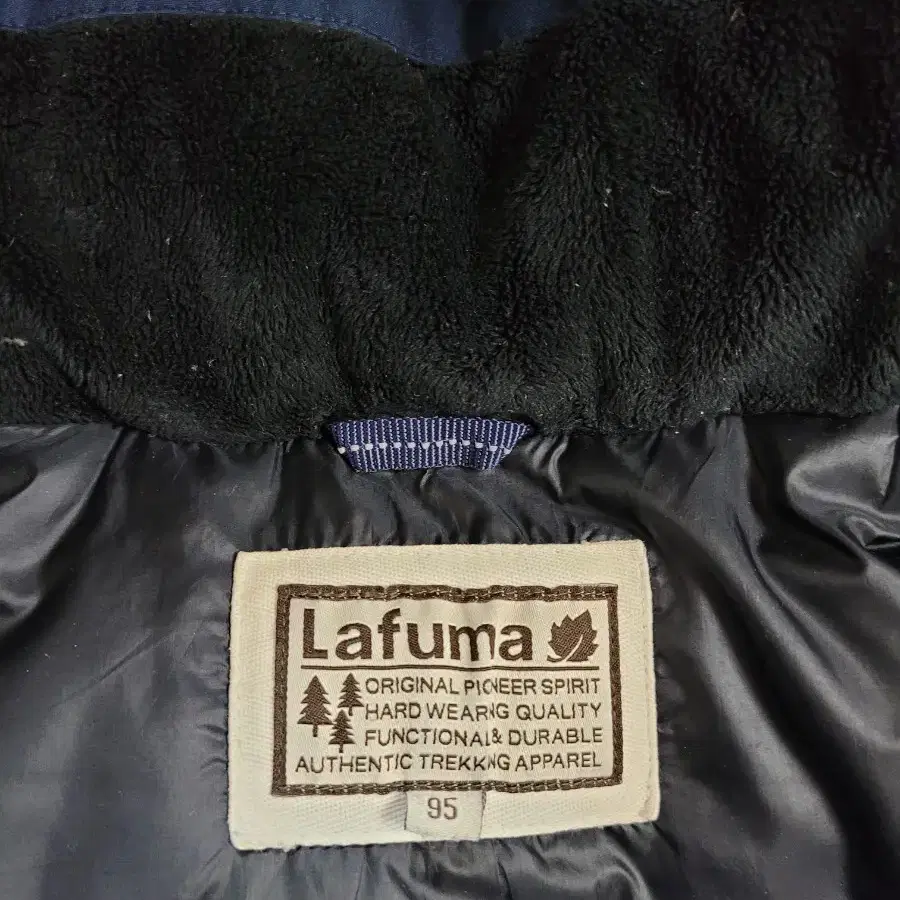 Lafuma
ORIGINAL PIONEER SPIRIT
HARD WEARING QUALITY
FUNCTIONAL & DURABLE
AUTHENTIC TREKKING APPAREL
95